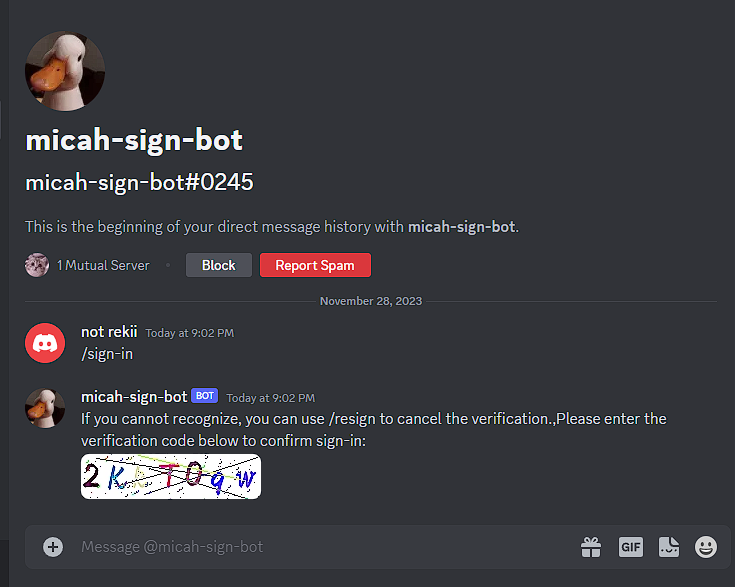 micah-sign-bot
micah-sign-bot#0245
This is the beginning of your direct message history with micah-sign-bot.
1 Mutual Server Block Report Spam
November 28, 2023
not rekii Today at 9:02 PM
/sign-in
micah-sign-bot BOT Today at 9:02 PM
If you cannot recognize, you can use /resign to cancel the verification.,Please enter the
verification code below to confirm sign-in:
Message @micah-sign-bot GIF